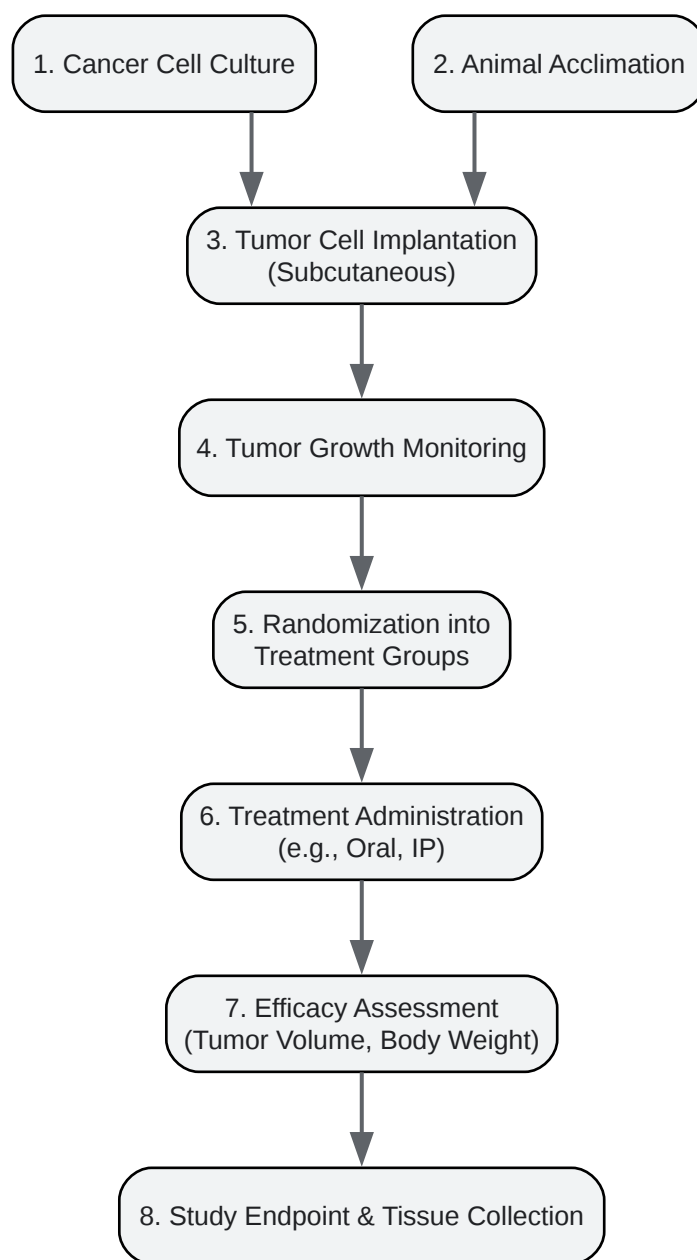 1. Cancer Cell Culture
2. Animal Acclimation
3. Tumor Cell Implantation
(Subcutaneous)
4. Tumor Growth Monitoring
5. Randomization into
Treatment Groups
6. Treatment Administration
(e.g., Oral, IP)
7. Efficacy Assessment
(Tumor Volume, Body Weight)
8. Study Endpoint & Tissue Collection